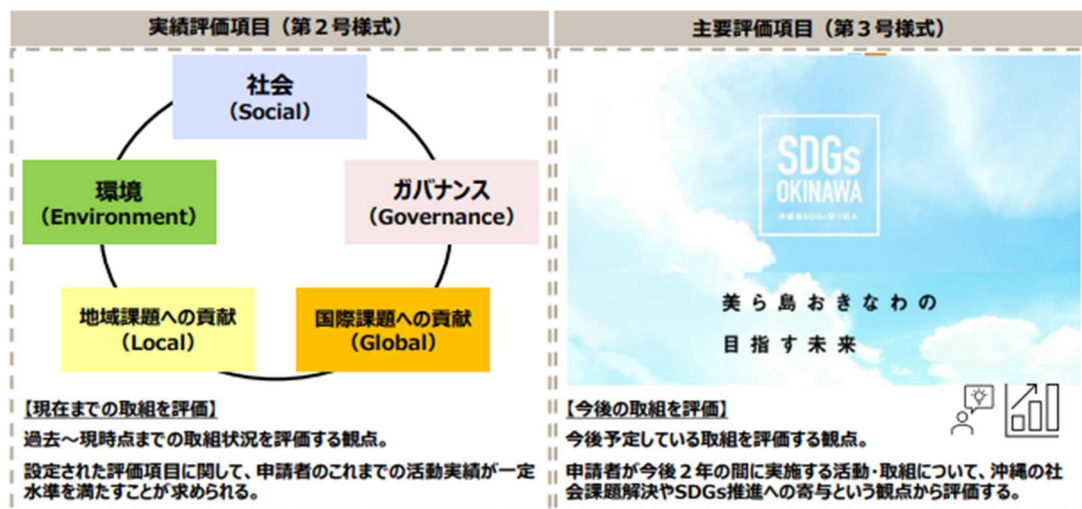 実績評価項目（第２号様式）
社会
（Social）
環境
（Environment）
ガバナンス
（Governance）
地域課題への貢献
（Local）
国際課題への貢献
（Global）
【現在までの取組を評価】
過去～現時点までの取組状況を評価する観点。
設定された評価項目に関して、申請者のこれまでの活動実績が一定
水準を満たすことが求められる。
主要評価項目（第３号様式）
SDGs
OKINAWA
美ら島おきなわの
目指す未来
【今後の取組を評価】
今後予定している取組を評価する観点。
申請者が今後２年の間に実施する活動・取組について、沖縄の社
会課題解決やSDGs推進への寄与という観点から評価する。